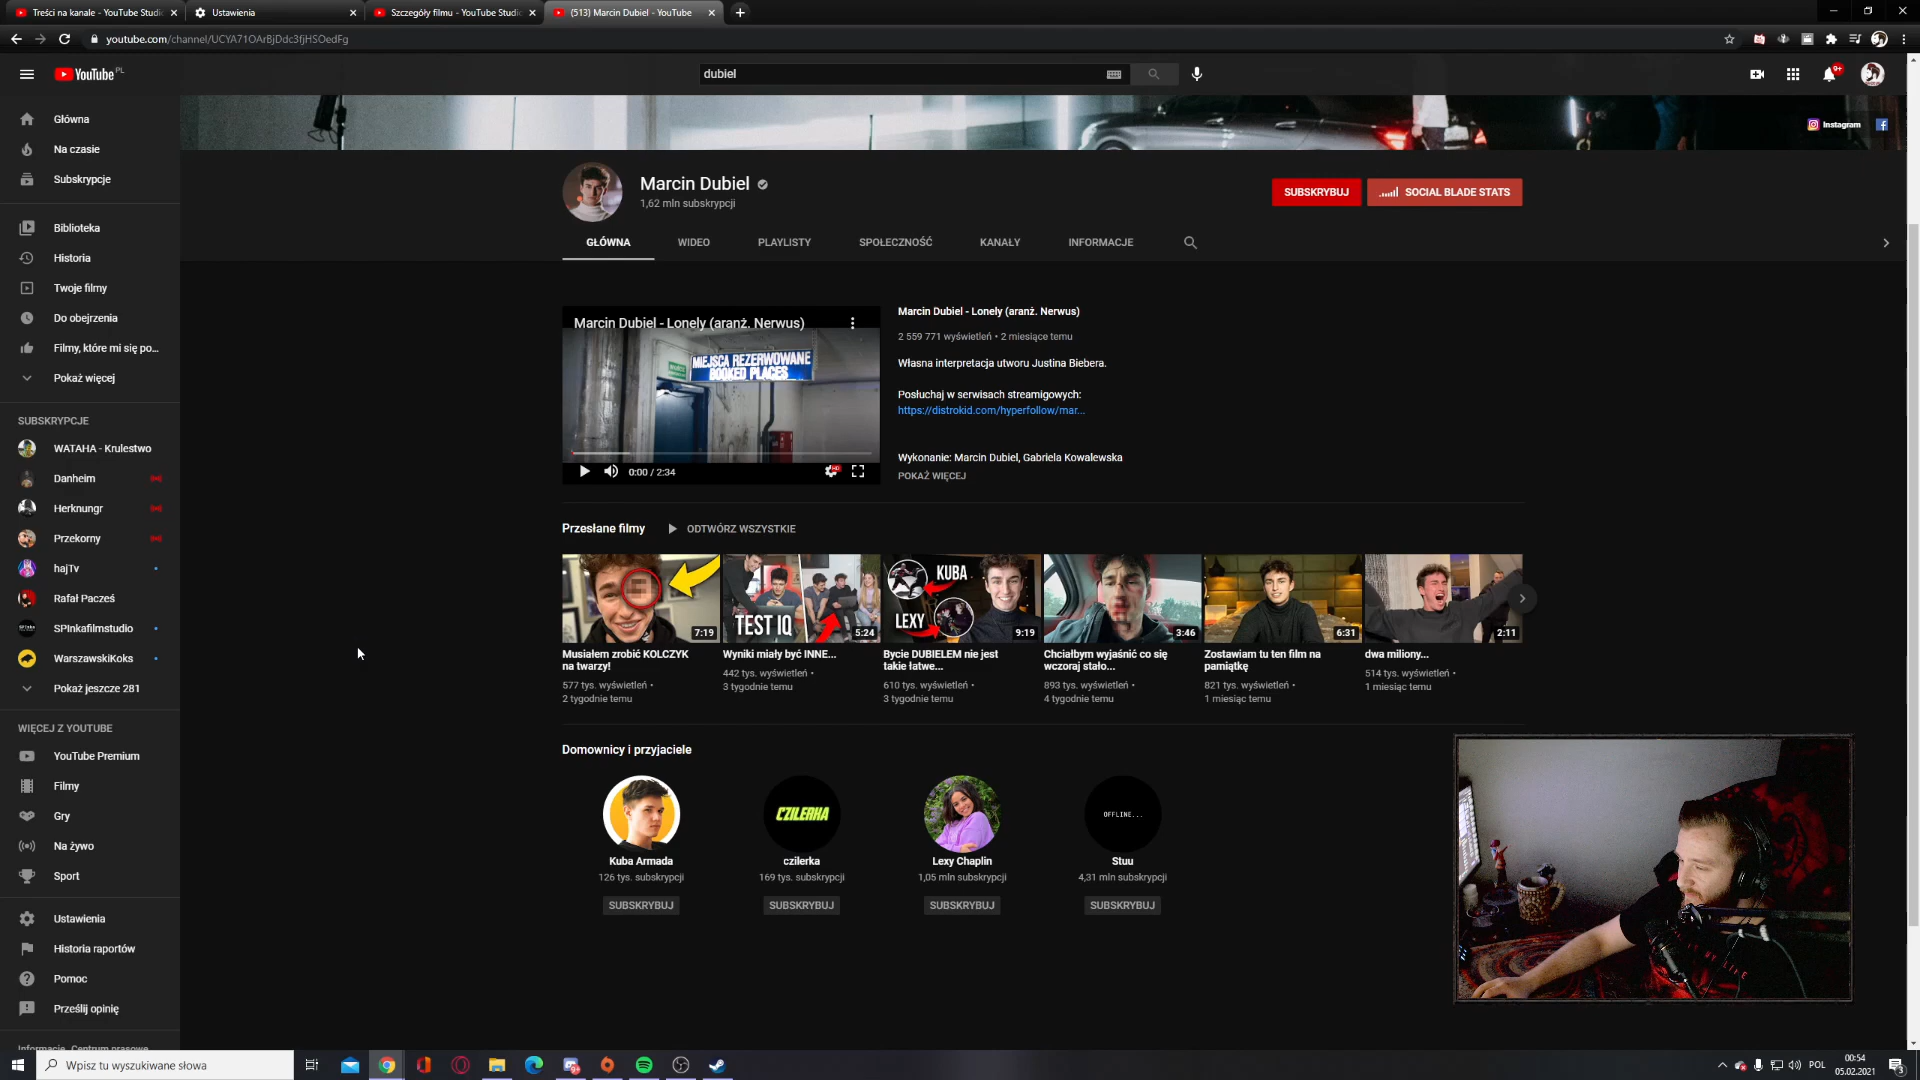 Treści na kanale - YouTube Studio
Ustawienia
Szczegóły filmu - YouTube Studio
(513) Marcin Dubiel - YouTube
youtube.com/channel/UCYA71OArBjDdc3fjHSOedFg
YouTube PL
dubiel
9+
Główna
Na czasie
Subskrypcje
Biblioteka
Historia
Twoje filmy
Do obejrzenia
Filmy, które mi się po...
Pokaż więcej
SUBSKRYPCJE
WATAHA - Krulestwo
Danheim
Herknungr
Przekorny
hajTv
Rafał Pacześ
SPInkafilmstudio
WarszawskiKoks
Pokaż jeszcze 281
WIĘCEJ Z YOUTUBE
YouTube Premium
Filmy
Gry
Na żywo
Sport
Ustawienia
Historia raportów
Pomoc
Prześlij opinię
Informacje Centrum prasowe
Instagram
Marcin Dubiel
1,62 mln subskrypcji
SUBSKRYBUJ
SOCIAL BLADE STATS
GŁÓWNA
WIDEO
PLAYLISTY
SPOŁECZNOŚĆ
KANAŁY
INFORMACJE
Marcin Dubiel - Lonely (aranż. Nerwus)
MIEJSCA REZERWOWANE
BOOKED PLACES
0:00 / 2:34
HD
Marcin Dubiel - Lonely (aranż. Nerwus)
2 559 771 wyświetleń • 2 miesiące temu
Własna interpretacja utworu Justina Biebera.
Posłuchaj w serwisach streamigowych:
https://distrokid.com/hyperfollow/mar...
Wykonanie: Marcin Dubiel, Gabriela Kowalewska
POKAŻ WIĘCEJ
Przesłane filmy
ODTWÓRZ WSZYSTKIE
7:19
Musiałem zrobić KOLCZYK
na twarzy!
577 tys. wyświetleń •
2 tygodnie temu
TEST IQ
5:24
Wyniki miały być INNE...
442 tys. wyświetleń •
3 tygodnie temu
KUBA
LEXY
9:19
Bycie DUBIELEM nie jest
takie łatwe...
610 tys. wyświetleń •
3 tygodnie temu
3:46
Chciałbym wyjaśnić co się
wczoraj stało...
893 tys. wyświetleń •
4 tygodnie temu
6:31
Zostawiam tu ten film na
pamiątkę
821 tys. wyświetleń •
1 miesiąc temu
2:11
dwa miliony...
514 tys. wyświetleń •
1 miesiąc temu
Domownicy i przyjaciele
Kuba Armada
126 tys. subskrypcji
SUBSKRYBUJ
CZILERKA
czilerka
169 tys. subskrypcji
SUBSKRYBUJ
Lexy Chaplin
1,05 mln subskrypcji
SUBSKRYBUJ
OFFLINE...
Stuu
4,31 mln subskrypcji
SUBSKRYBUJ
Wpisz tu wyszukiwane słowa
POL
00:54
05.02.2021
3